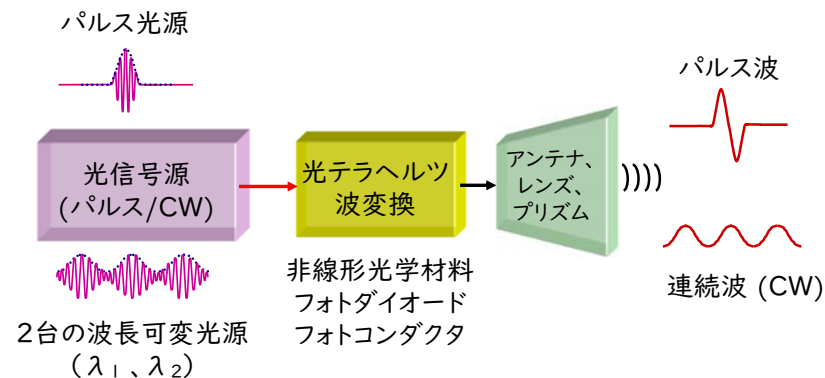 パルス光源
光信号源
(パルス/CW)
2台の波長可変光源
(λ1、λ2)
光テラヘルツ
波変換
非線形光学材料
フォトダイオード
フォトコンダクタ
アンテナ、
レンズ、
プリズム
パルス波
連続波 (CW)